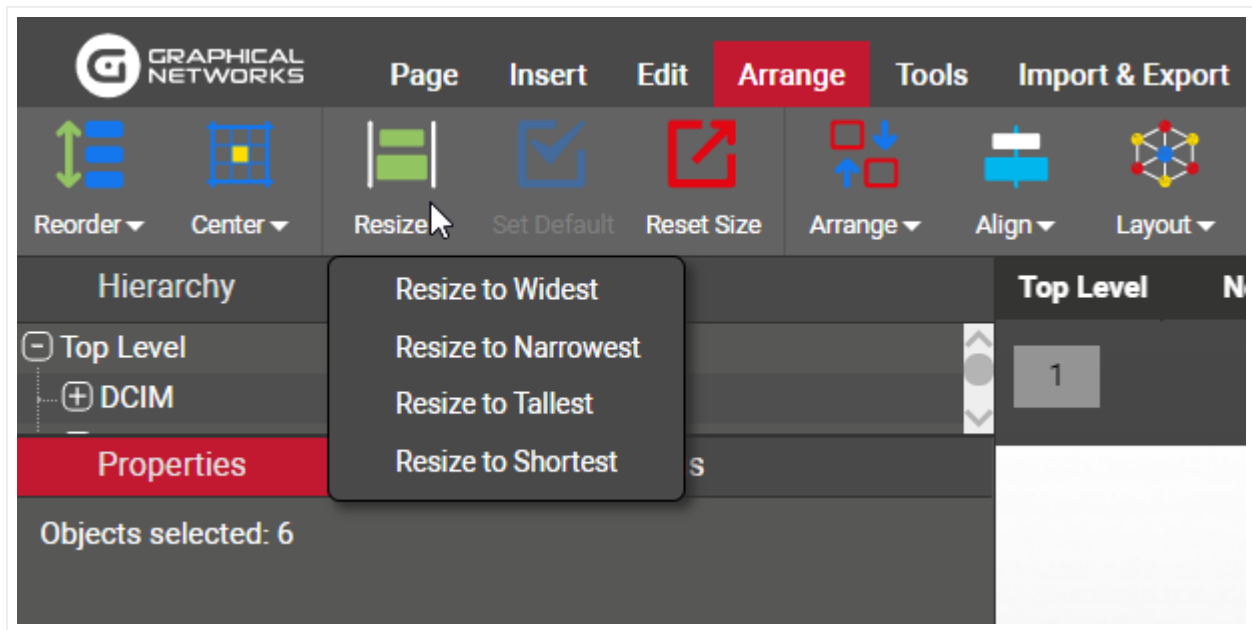 GRAPHICAL
NETWORKS
Page Insert Edit Arrange Tools Import & Export
Reorder Center Resize Set Default Reset Size Arrange Align Layout
Hierarchy
Top Level
DCIM
Resize to Widest
Resize to Narrowest
Resize to Tallest
Resize to Shortest
Properties
Objects selected: 6
Top Level
1